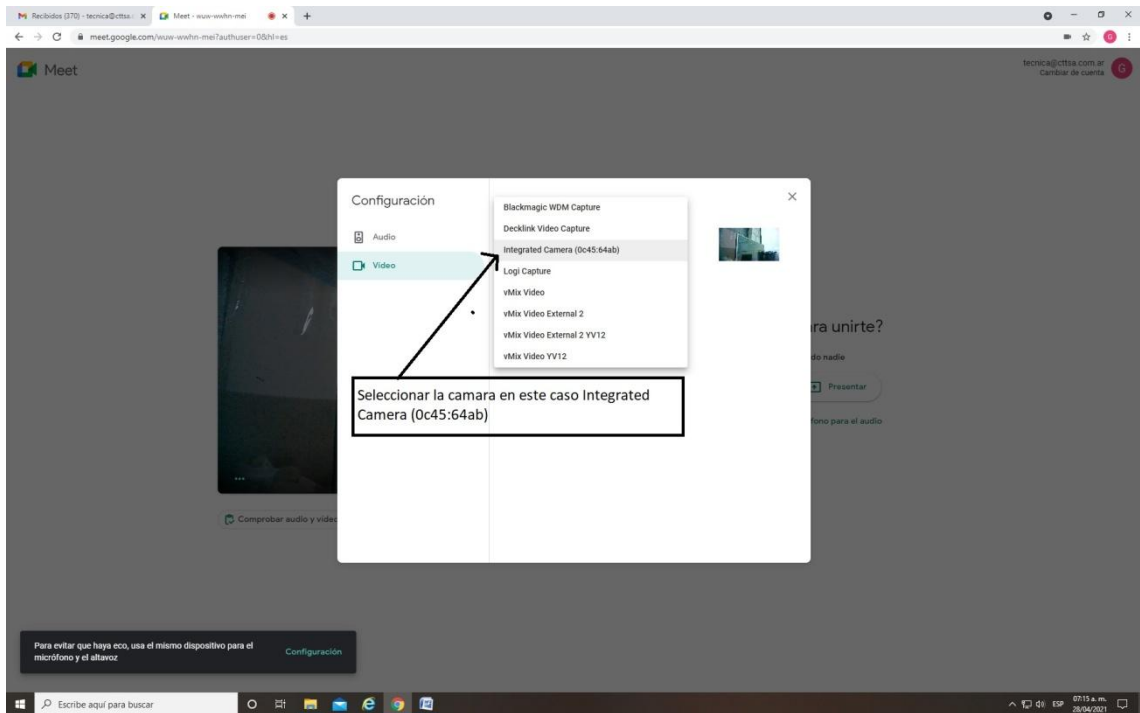 Recibidos (370) - tecnica@cttsa.c
Meet - wuw-wwhn-mei
meet.google.com/wuw-wwhn-mei?authuser=0&hl=es
G
Meet
tecnica@cttsa.com.ar
Cambiar de cuenta
G
Configuración
Audio
Vídeo
Blackmagic WDM Capture
Decklink Video Capture
Integrated Camera (0c45:64ab)
Logi Capture
vMix Video
vMix Video External 2
vMix Video External 2 YV12
vMix Video YV12
ara unirte?
do nadie
Presentar
fono para el audio
Seleccionar la camara en este caso Integrated
Camera (0c45:64ab)
Comprobar audio y vídeo
Para evitar que haya eco, usa el mismo dispositivo para el
micrófono y el altavoz
Configuración
Escribe aquí para buscar
ESP
07:15 a. m.
28/04/2021